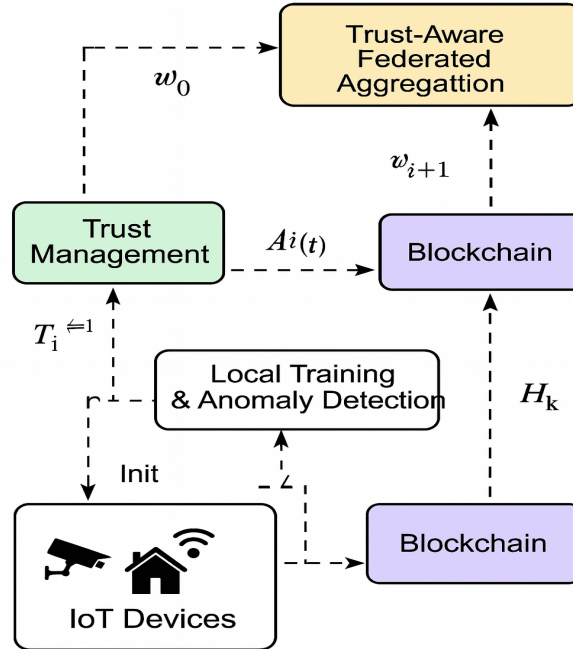 Trust-Aware
Federated
Aggregattion
w₀
wᵢ₊₁
Trust
Management
Aⁱ(t)
Blockchain
Tᵢ ⇐1
Local Training
& Anomaly Detection
Hₖ
Init
Blockchain
IoT Devices